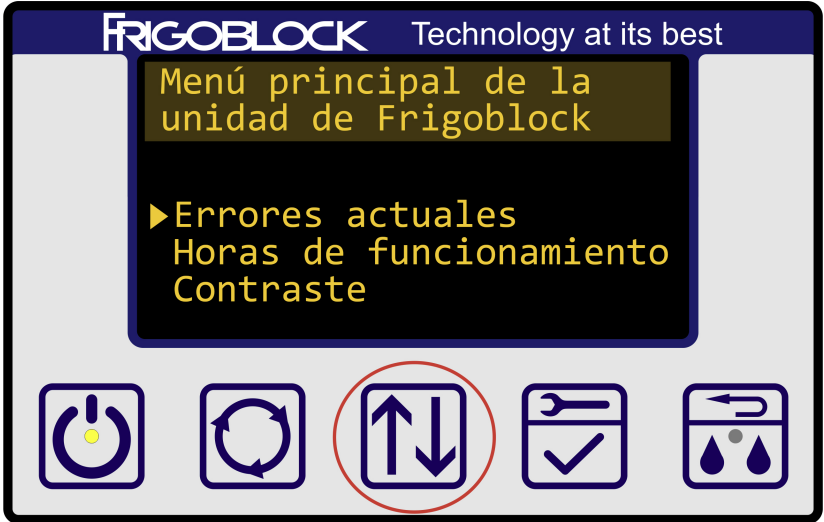 FRIGOBLOCK Technology at its best
Menú principal de la
unidad de Frigoblock
Errores actuales
Horas de funcionamiento
Contraste